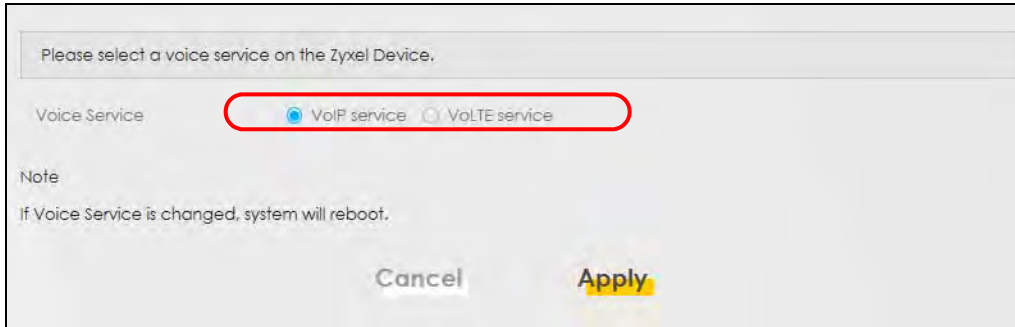 Please select a voice service on the Zyxel Device.
Voice Service VoIP service VoLTE service
Note
If Voice Service is changed, system will reboot.
Cancel Apply